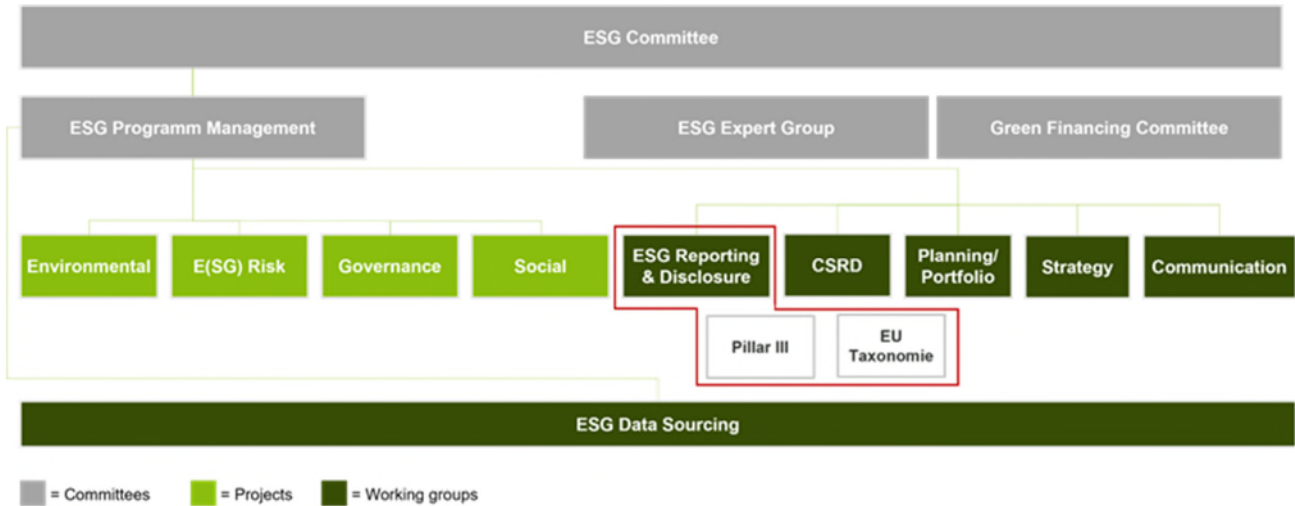 ESG Committee
ESG Programm Management
ESG Expert Group
Green Financing Committee
Environmental
E(SG) Risk
Governance
Social
ESG Reporting
& Disclosure
CSRD
Planning/
Portfolio
Strategy
Communication
Pillar III
EU
Taxonomie
ESG Data Sourcing
= Committees
= Projects
= Working groups